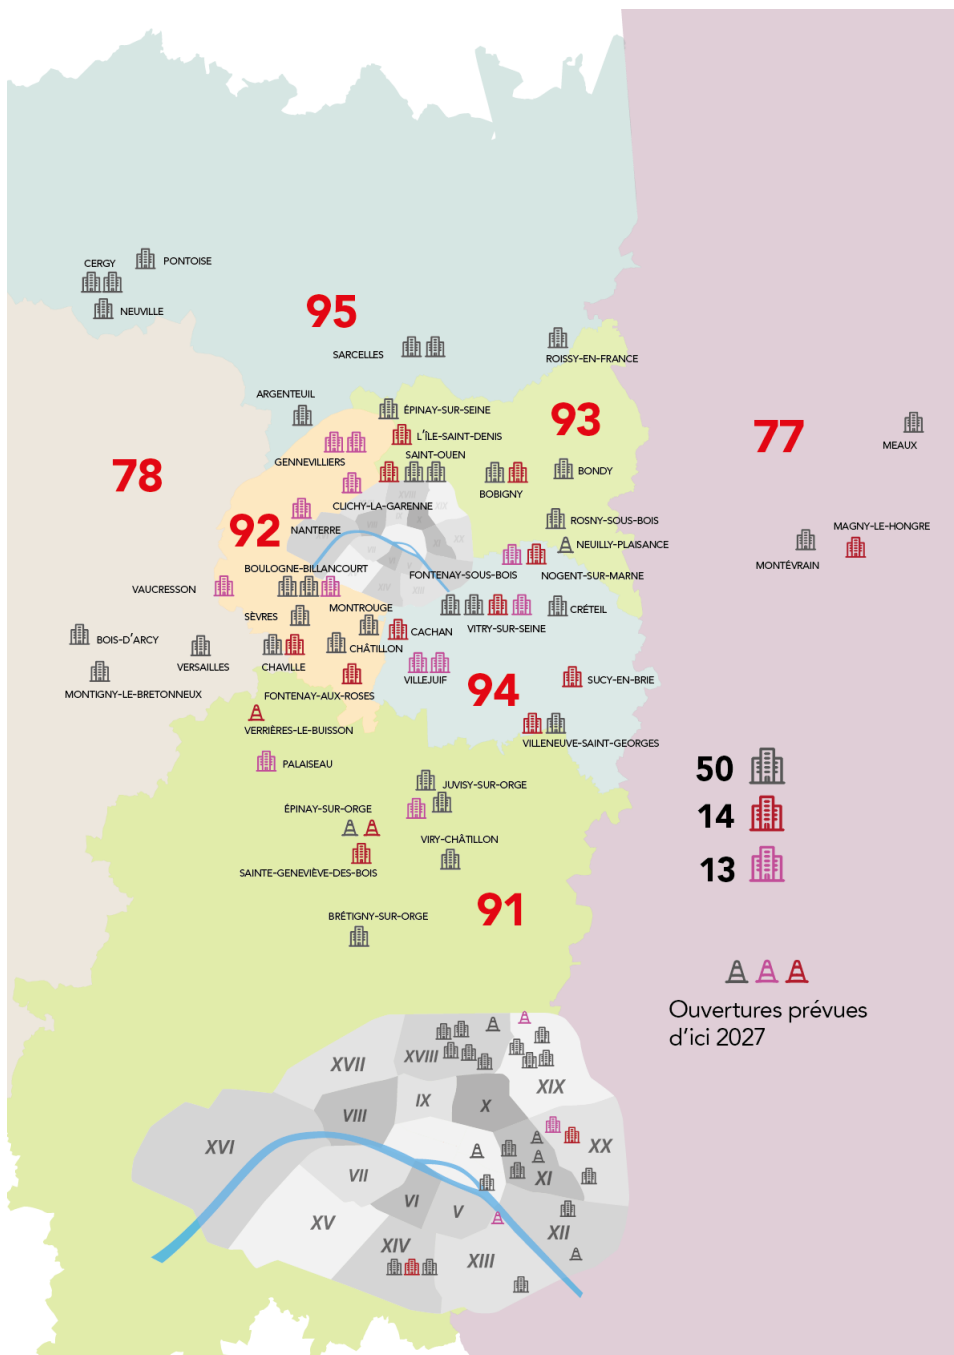 CERGY
PONTOISE
NEUVILLE
95
SARCELLES
ROISSY-EN-FRANCE
ARGENTEUIL
ÉPINAY-SUR-SEINE
93
77
L'ÎLE-SAINT-DENIS
MEAUX
SAINT-OUEN
GENNEVILLIERS
78
BONDY
BOBIGNY
CLICHY-LA-GARENNE
92
NANTERRE
ROSNY-SOUS-BOIS
MAGNY-LE-HONGRE
NEUILLY-PLAISANCE
MONTÉVRAIN
BOULOGNE-BILLANCOURT
FONTENAY-SOUS-BOIS
NOGENT-SUR-MARNE
VAUCRESSON
MONTROUGE
CRÉTEIL
SÈVRES
VITRY-SUR-SEINE
CACHAN
BOIS-D'ARCY
CHÂTILLON
VERSAILLES
CHAVILLE
VILLEJUIF
94
SUCY-EN-BRIE
MONTIGNY-LE-BRETONNEUX
FONTENAY-AUX-ROSES
VERRIÈRES-LE-BUISSON
VILLENEUVE-SAINT-GEORGES
PALAISEAU
50
JUVISY-SUR-ORGE
14
ÉPINAY-SUR-ORGE
VIRY-CHÂTILLON
13
SAINTE-GENEVIÈVE-DES-BOIS
91
BRÉTIGNY-SUR-ORGE
Ouvertures prévues
d'ici 2027
XVII
XVIII
XIX
IX
X
VIII
XVI
XX
VII
XI
VI
V
XV
XII
XIV
XIII